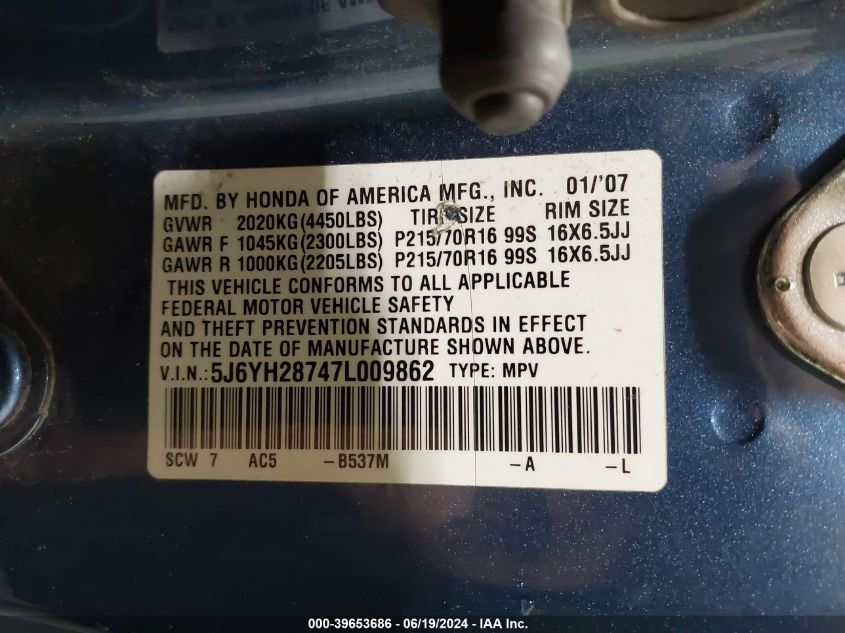 MFD. BY HONDA OF AMERICA MFG., INC. 01/'07
GVWR 2020KG(4450LBS) TIRE SIZE RIM SIZE
GAWR F 1045KG(2300LBS) P215/70R16 99S 16X6.5JJ
GAWR R 1000KG(2205LBS) P215/70R16 99S 16X6.5JJ
THIS VEHICLE CONFORMS TO ALL APPLICABLE
FEDERAL MOTOR VEHICLE SAFETY
AND THEFT PREVENTION STANDARDS IN EFFECT
ON THE DATE OF MANUFACTURE SHOWN ABOVE.
V.I.N.: 5J6YH28747L009862 TYPE: MPV
SCW 7 AC5 -B537M -A -L
000-39653686 - 06/19/2024 - IAA Inc.